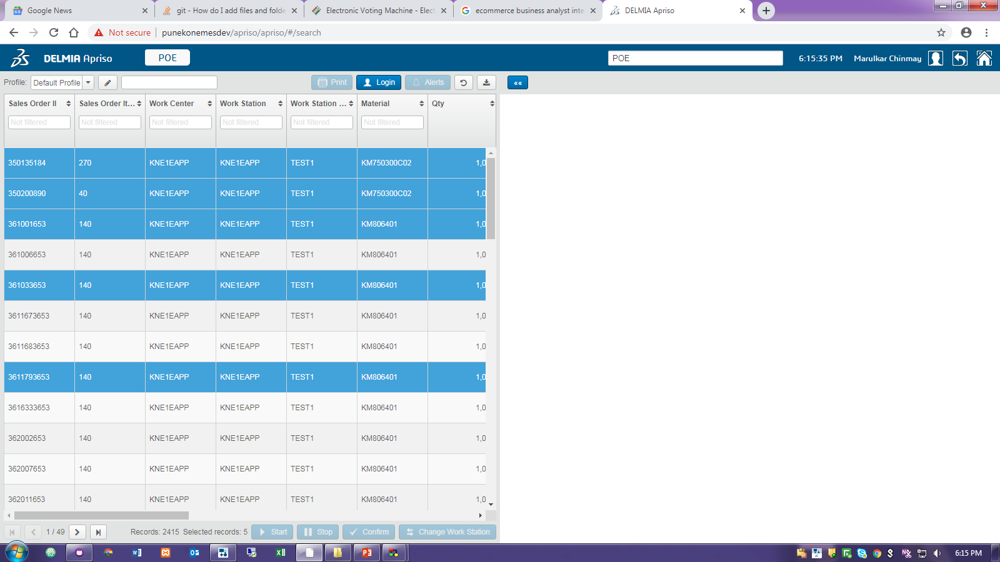 Google News
git - How do I add files and folde
Electronic Voting Machine - Elect
ecommerce business analyst inte
DELMIA Apriso
Not secure punekonemesdev/apriso/apriso/#/search
DELMIA Apriso POE POE 6:15:35 PM Marulkar Chinmay
Profile: Default Profile Print Login Alerts ««
Sales Order II Sales Order It... Work Center Work Station Work Station ... Material Qty
Not filtered Not filtered Not filtered Not filtered Not filtered Not filtered
350135184 270 KNE1EAPP KNE1EAPP TEST1 KM750300C02 1,0
350200890 40 KNE1EAPP KNE1EAPP TEST1 KM750300C02 1,0
361001653 140 KNE1EAPP KNE1EAPP TEST1 KM806401 1,0
361006653 140 KNE1EAPP KNE1EAPP TEST1 KM806401 1,0
361033653 140 KNE1EAPP KNE1EAPP TEST1 KM806401 1,0
3611673653 140 KNE1EAPP KNE1EAPP TEST1 KM806401 1,0
3611683653 140 KNE1EAPP KNE1EAPP TEST1 KM806401 1,0
3611793653 140 KNE1EAPP KNE1EAPP TEST1 KM806401 1,0
3616333653 140 KNE1EAPP KNE1EAPP TEST1 KM806401 1,0
362002653 140 KNE1EAPP KNE1EAPP TEST1 KM806401 1,0
362007653 140 KNE1EAPP KNE1EAPP TEST1 KM806401 1,0
362011653 140 KNE1EAPP KNE1EAPP TEST1 KM806401 1,0
1 / 49 Records: 2415 Selected records: 5 Start Stop Confirm Change Work Station
6:15 PM